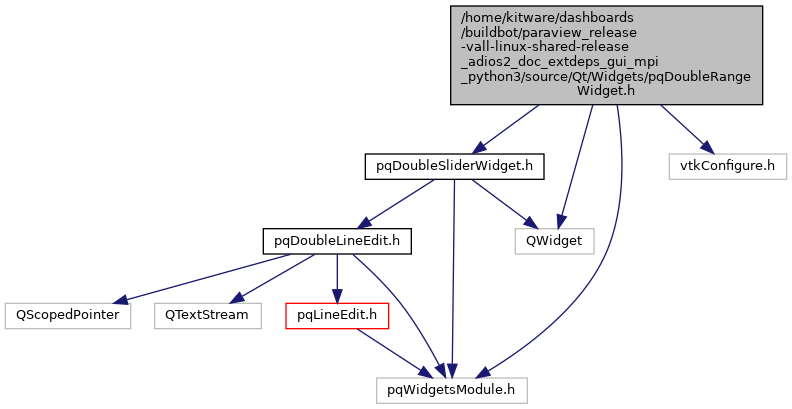 /home/kitware/dashboards
/buildbot/paraview_release
-vall-linux-shared-release
_adios2_doc_extdeps_gui_mpi
_python3/source/Qt/Widgets/pqDoubleRange
Widget.h
pqDoubleSliderWidget.h
vtkConfigure.h
pqDoubleLineEdit.h
QWidget
QScopedPointer
QTextStream
pqLineEdit.h
pqWidgetsModule.h